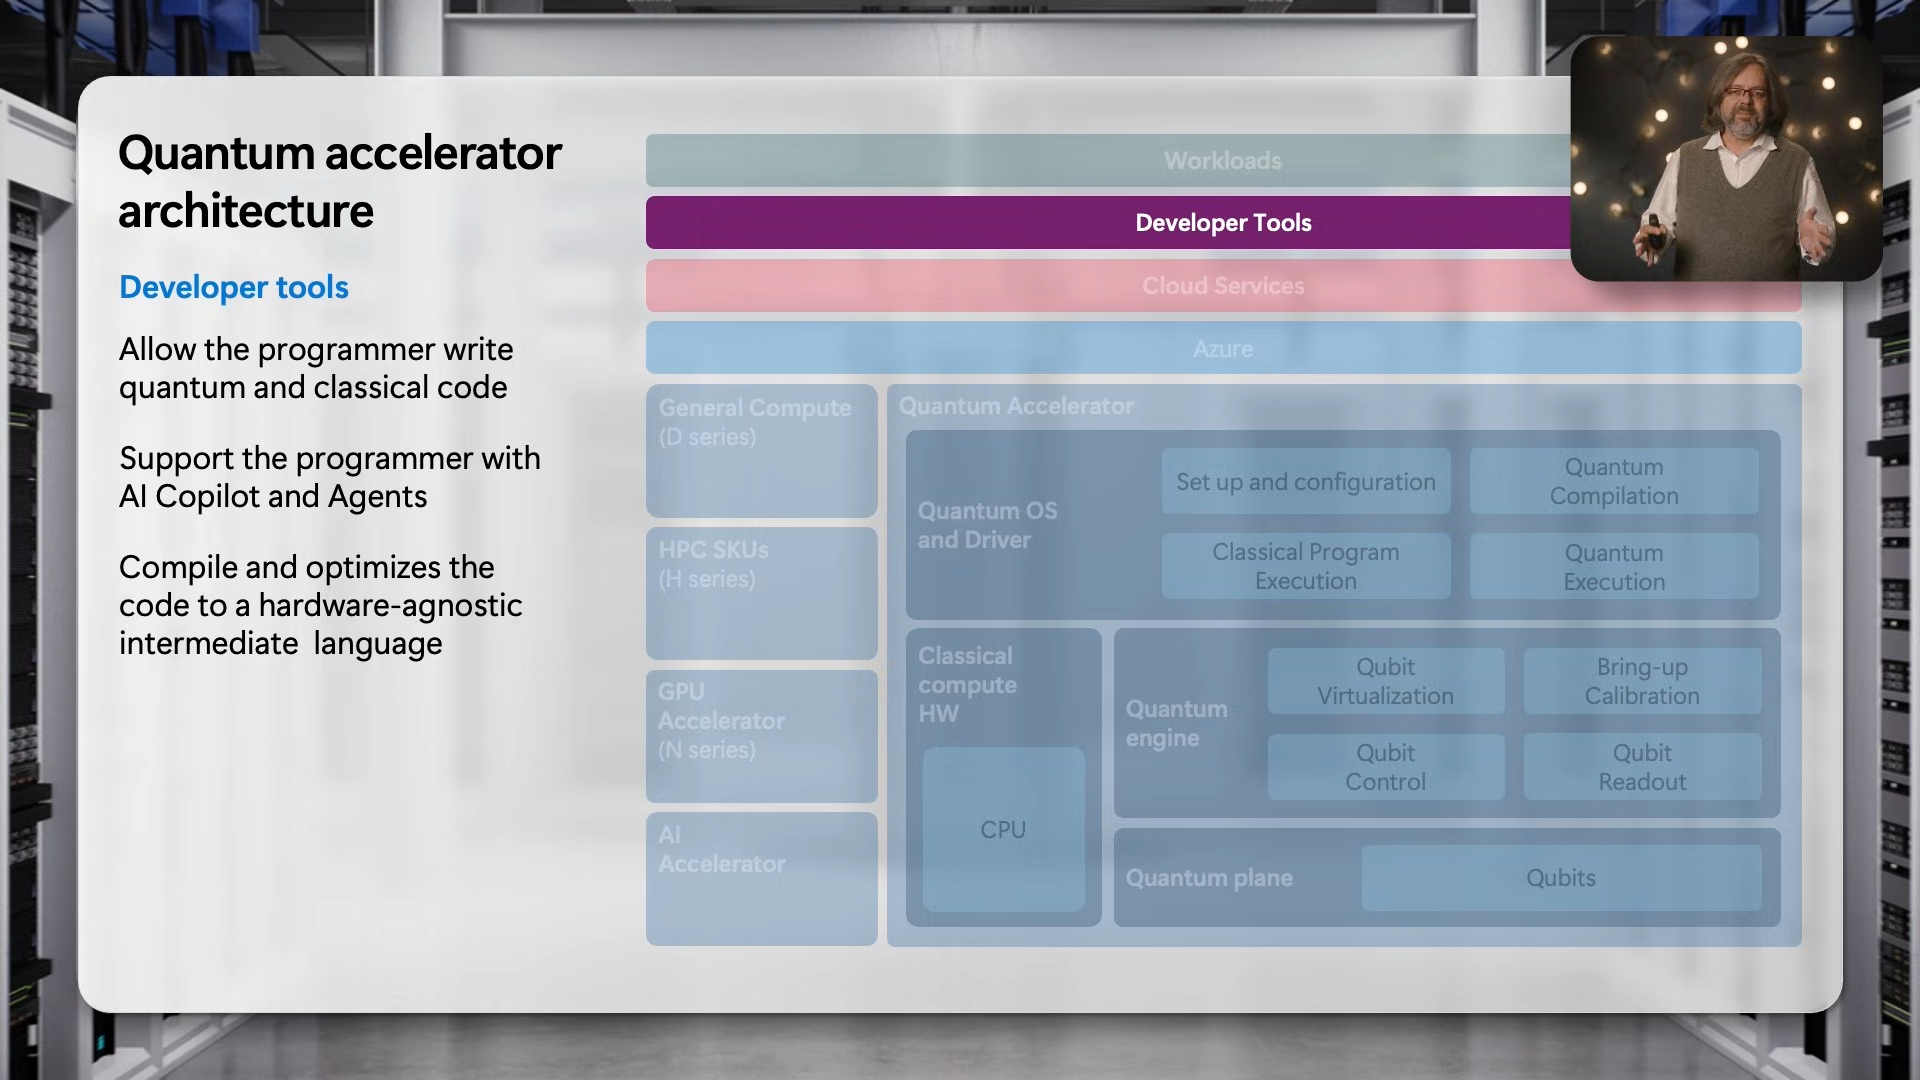 Quantum accelerator
architecture
Developer tools
Allow the programmer write
quantum and classical code
Support the programmer with
AI Copilot and Agents
Compile and optimizes the
code to a hardware-agnostic
intermediate  language
Workloads
Developer Tools
Cloud Services
Azure
General Compute
(D series)
HPC SKUs
(H series)
GPU
Accelerator
(N series)
AI
Accelerator
Quantum Accelerator
Quantum OS
and Driver
Set up and configuration
Quantum
Compilation
Classical Program
Execution
Quantum
Execution
Classical
compute
HW
CPU
Quantum
engine
Qubit
Virtualization
Bring-up
Calibration
Qubit
Control
Qubit
Readout
Quantum plane
Qubits